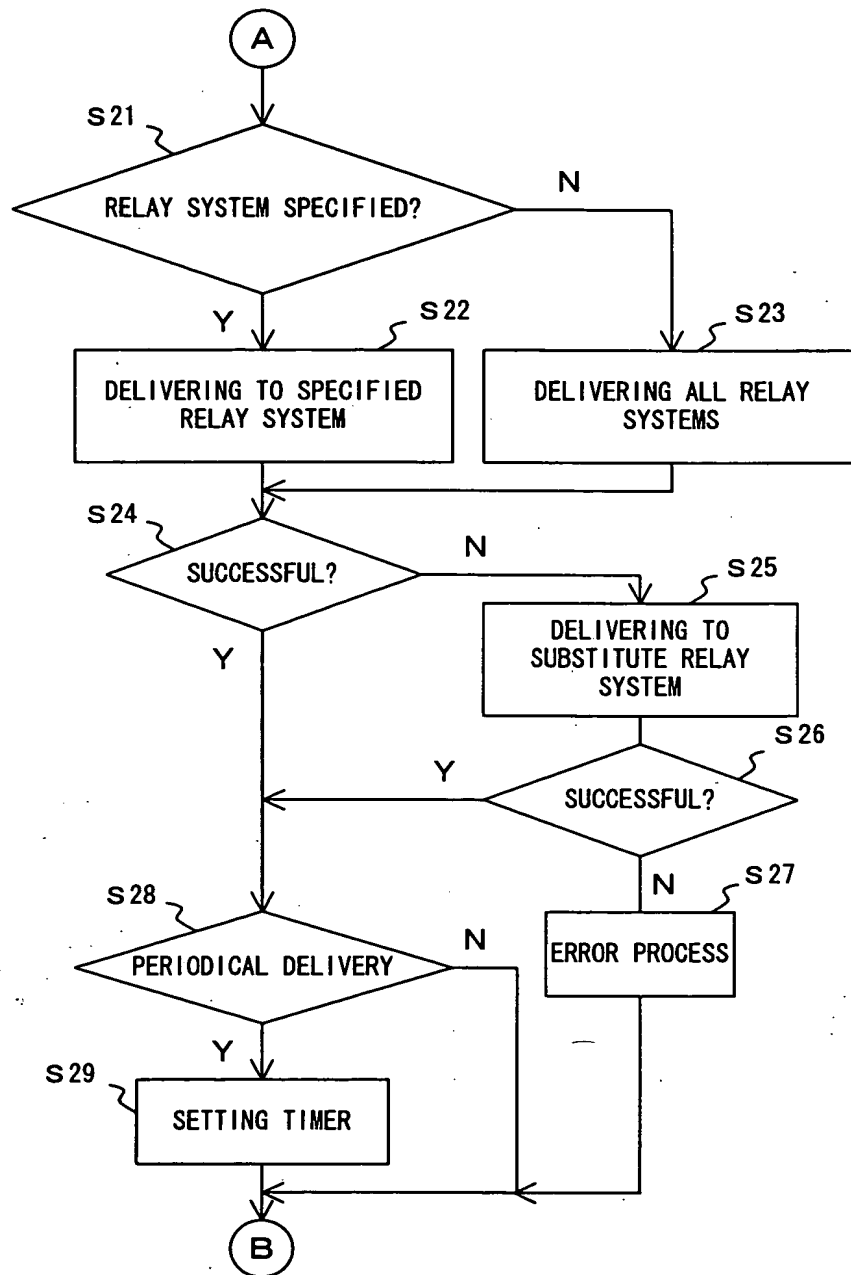 A
S21
RELAY SYSTEM SPECIFIED?
N
Y
S22
S23
DELIVERING TO SPECIFIED
RELAY SYSTEM
DELIVERING ALL RELAY
SYSTEMS
S24
SUCCESSFUL?
N
Y
S25
DELIVERING TO
SUBSTITUTE RELAY
SYSTEM
S26
SUCCESSFUL?
Y
N
S27
ERROR PROCESS
S28
PERIODICAL DELIVERY
N
Y
S29
SETTING TIMER
B